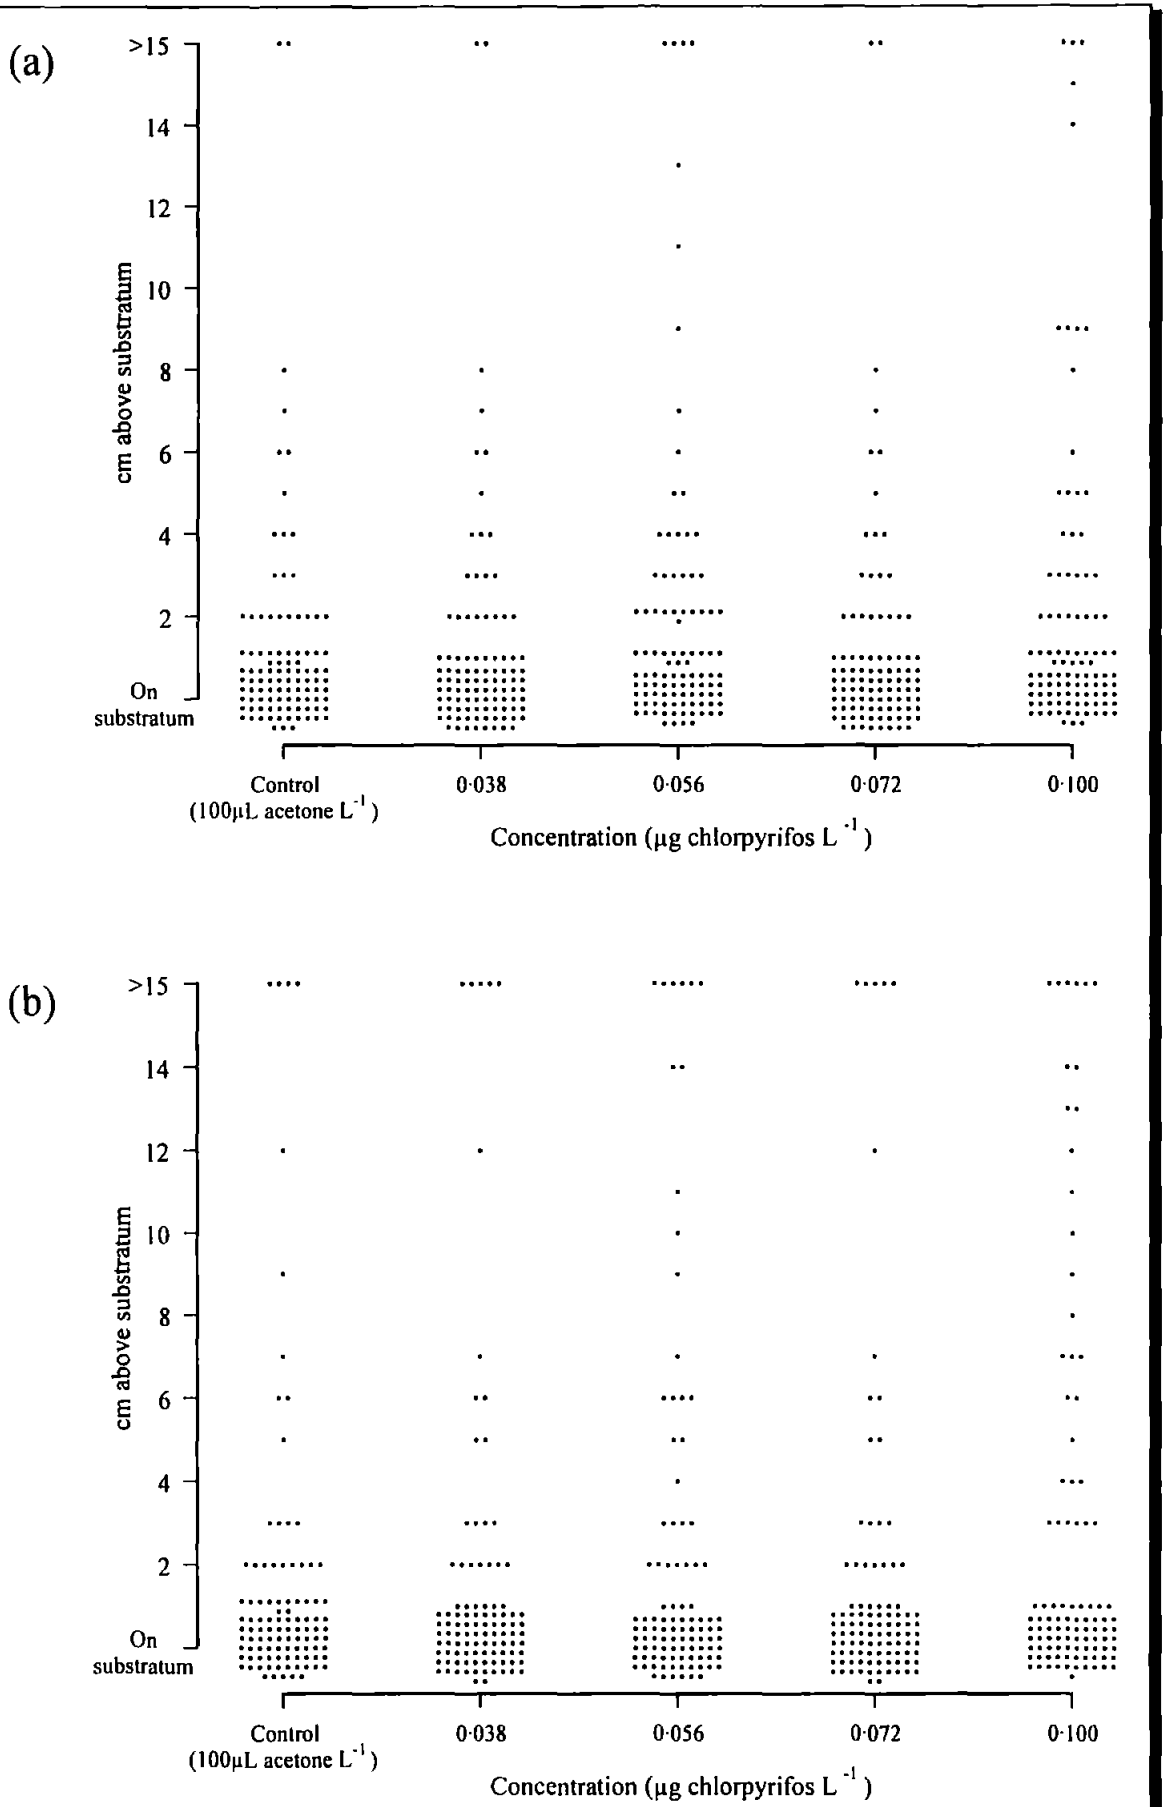 (a)
>15
14
12
10
8
6
4
2
On
substratum
cm above substratum
Control
(100μL acetone L⁻¹)
0·038
0·056
0·072
0·100
Concentration (μg chlorpyrifos L⁻¹)
(b)
>15
14
12
10
8
6
4
2
On
substratum
cm above substratum
Control
(100μL acetone L⁻¹)
0·038
0·056
0·072
0·100
Concentration (μg chlorpyrifos L⁻¹)